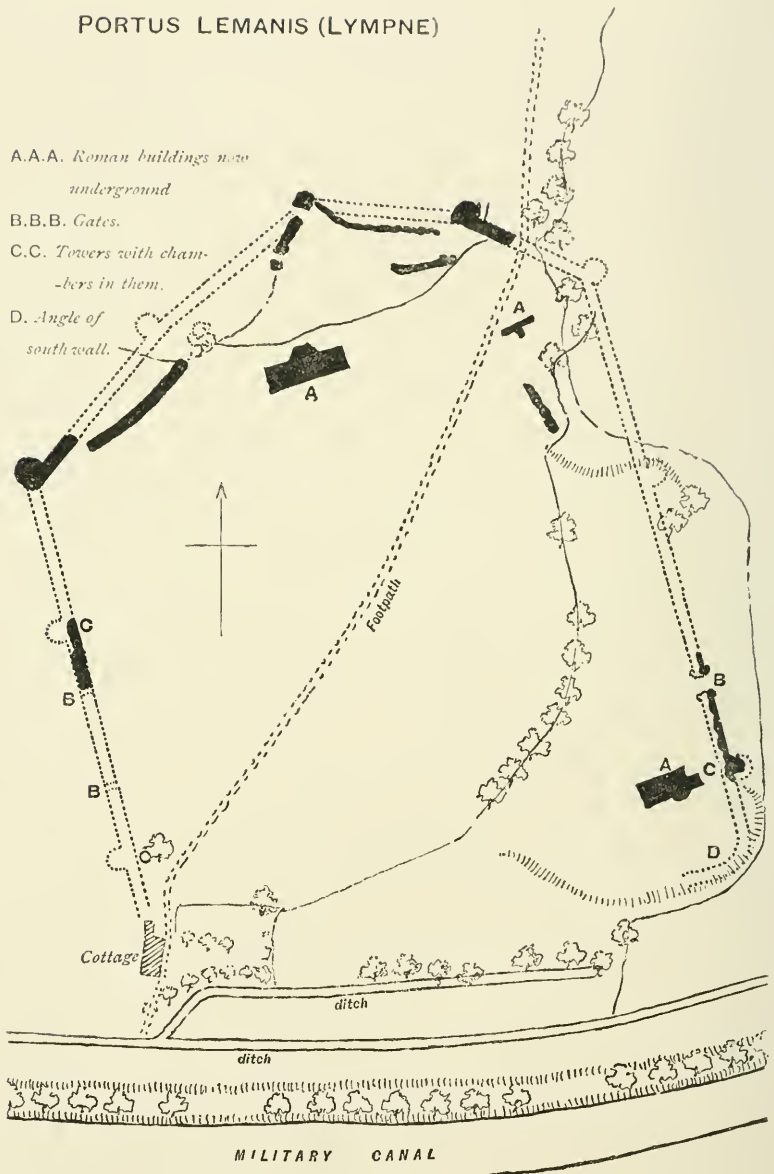 PORTUS LEMANIS (LYMPNE)
A.A.A. Roman buildings now
underground
B.B.B. Gates.
C.C. Towers with cham-
-bers in them.
D. Angle of
south wall.
A
A
Footpath
C
B
B
B
A
C
D
C
Cottage
ditch
ditch
MILITARY CANAL